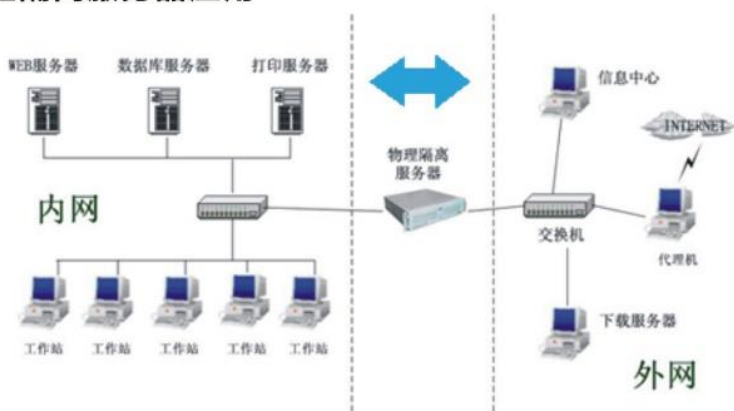 WEB服务器
数据库服务器
打印服务器
信息中心
INTERNET
物理隔离
服务器
内网
交换机
代理机
工作站
工作站
工作站
工作站
工作站
下载服务器
外网